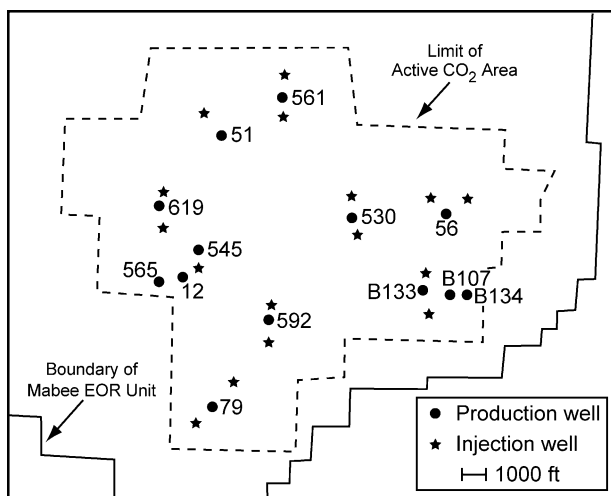 Limit of
Active CO₂ Area
561
51
619
530
56
545
565
12
B107
B133
B134
592
Boundary of
Mabee EOR Unit
79
Production well
Injection well
1000 ft